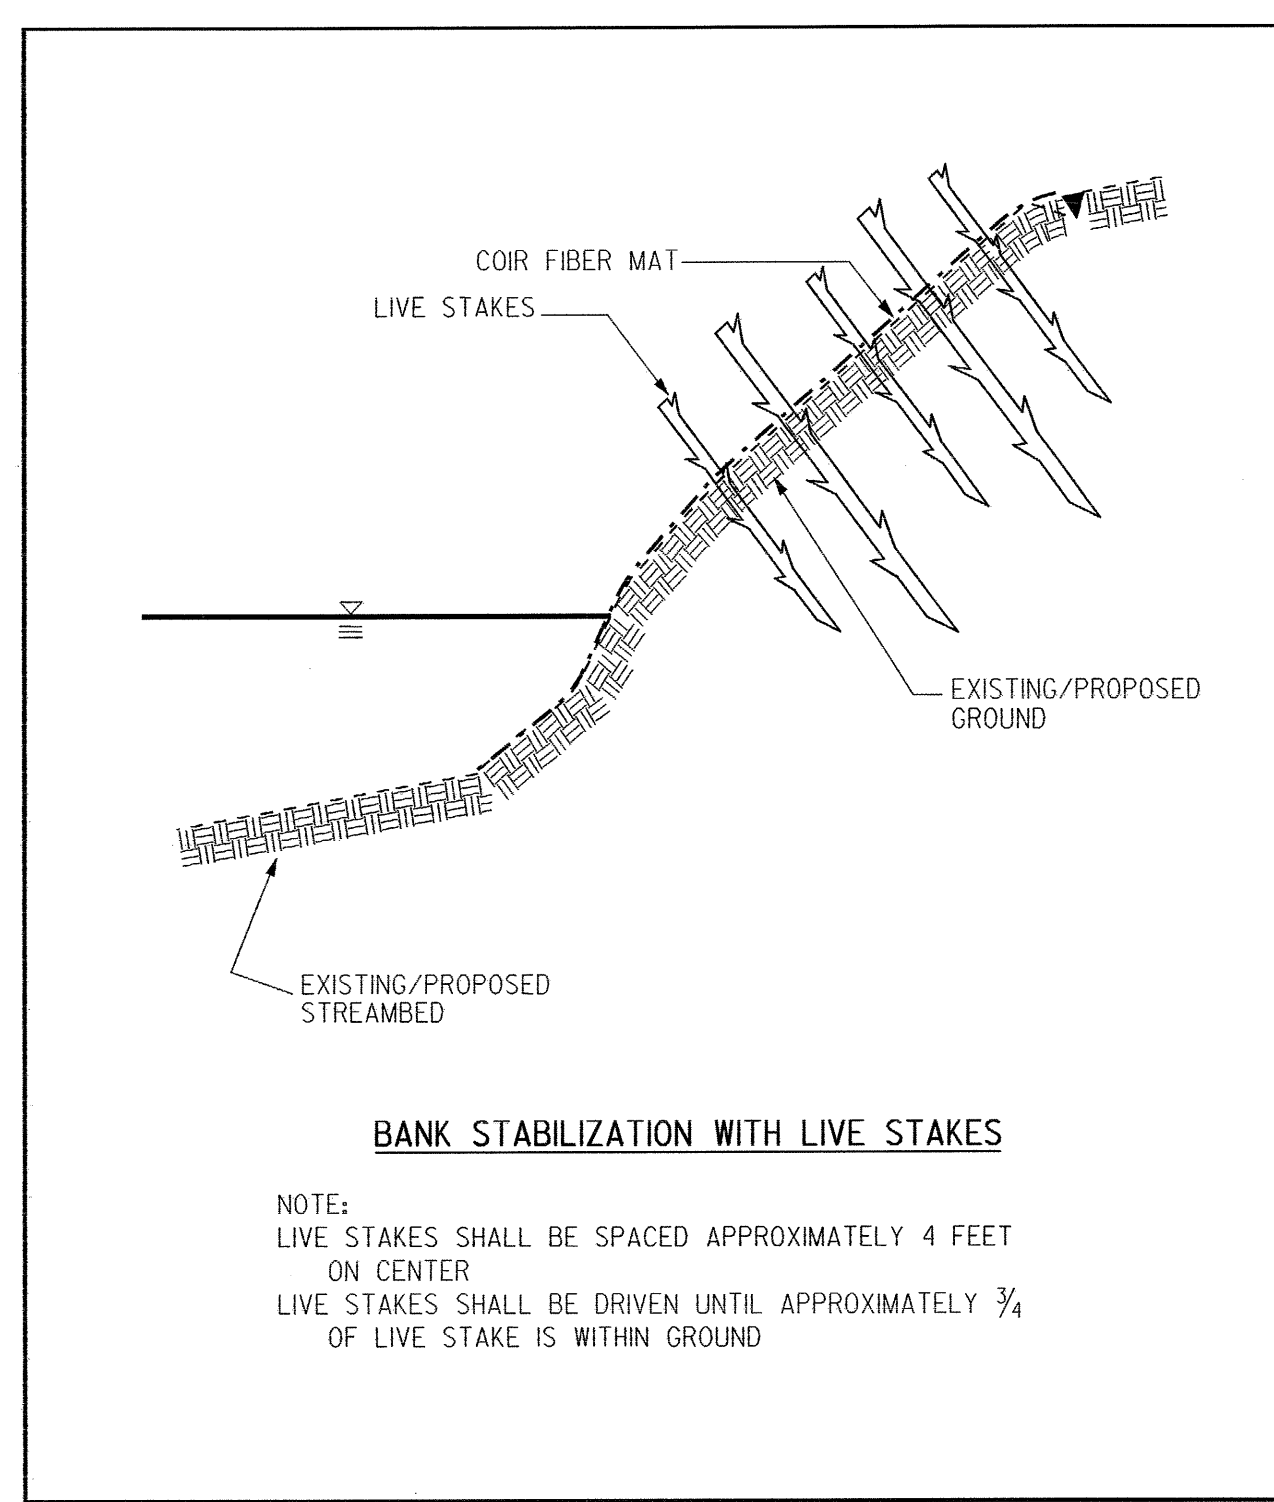 COIR FIBER MAT
LIVE STAKES
EXISTING/PROPOSED
GROUND
EXISTING/PROPOSED
STREAMBED
BANK STABILIZATION WITH LIVE STAKES
NOTE:
LIVE STAKES SHALL BE SPACED APPROXIMATELY 4 FEET
ON CENTER
LIVE STAKES SHALL BE DRIVEN UNTIL APPROXIMATELY 3/4
OF LIVE STAKE IS WITHIN GROUND